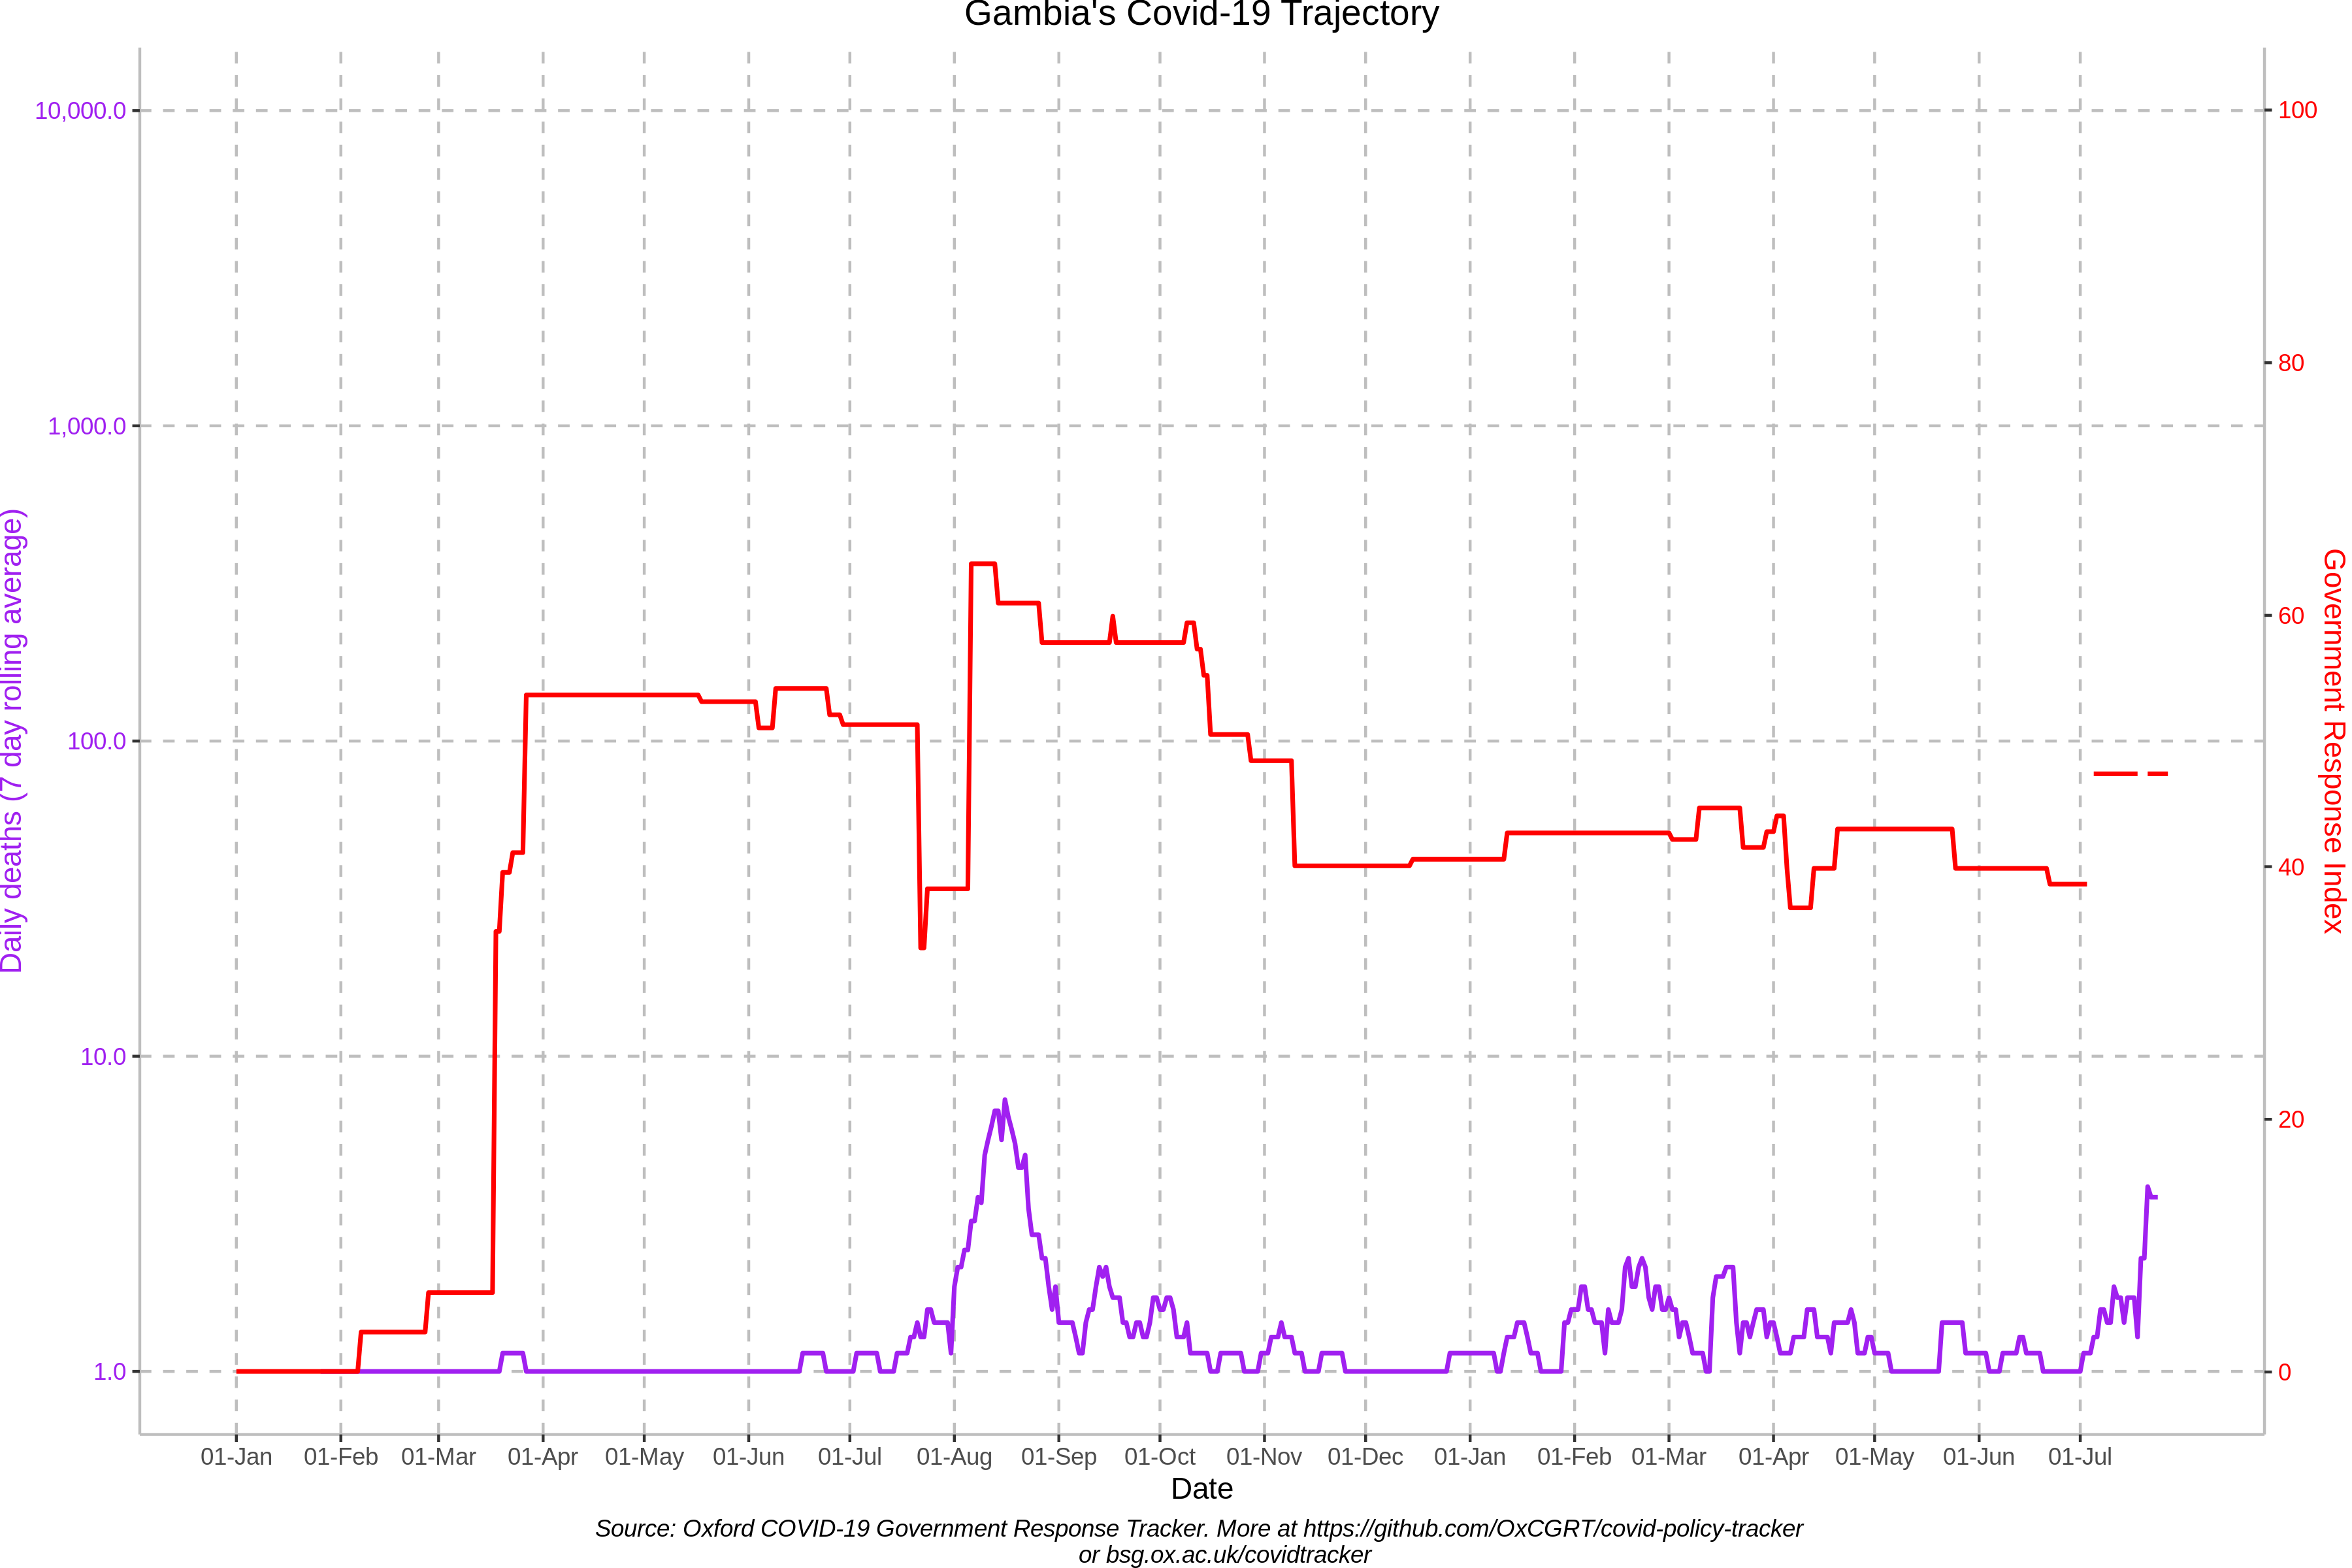 Gambia's Covid-19 Trajectory
10,000.0
1,000.0
100.0
10.0
1.0
Daily deaths (7 day rolling average)
100
80
60
40
20
0
Government Response Index
01-Jan 01-Feb 01-Mar 01-Apr 01-May 01-Jun 01-Jul 01-Aug 01-Sep 01-Oct 01-Nov 01-Dec 01-Jan 01-Feb 01-Mar 01-Apr 01-May 01-Jun 01-Jul
Date
Source: Oxford COVID-19 Government Response Tracker. More at https://github.com/OxCGRT/covid-policy-tracker
or bsg.ox.ac.uk/covidtracker